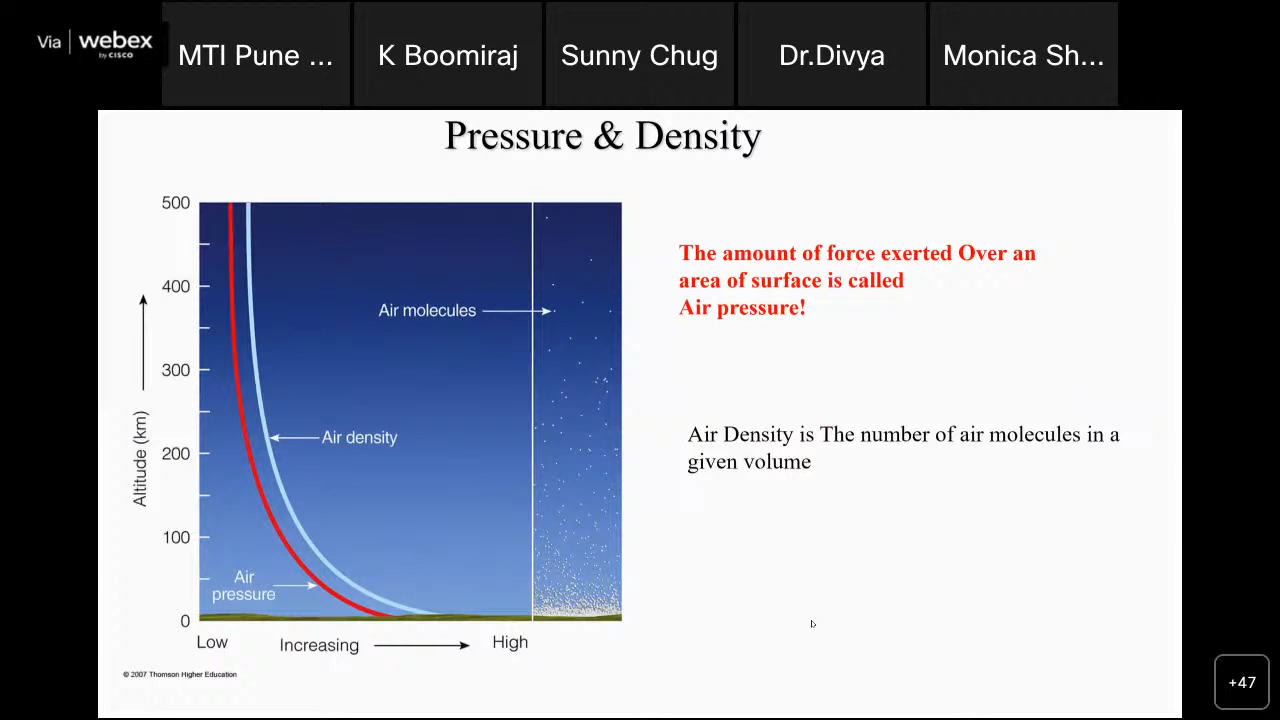 Via webex
by CISCO
MTI Pune ...
K Boomiraj
Sunny Chug
Dr.Divya
Monica Sh...
Pressure & Density
500
400
300
200
100
0
Altitude (km)
Air molecules
Air density
Air
pressure
Low
Increasing
High
© 2007 Thomson Higher Education
The amount of force exerted Over an
area of surface is called
Air pressure!
Air Density is The number of air molecules in a
given volume
+47